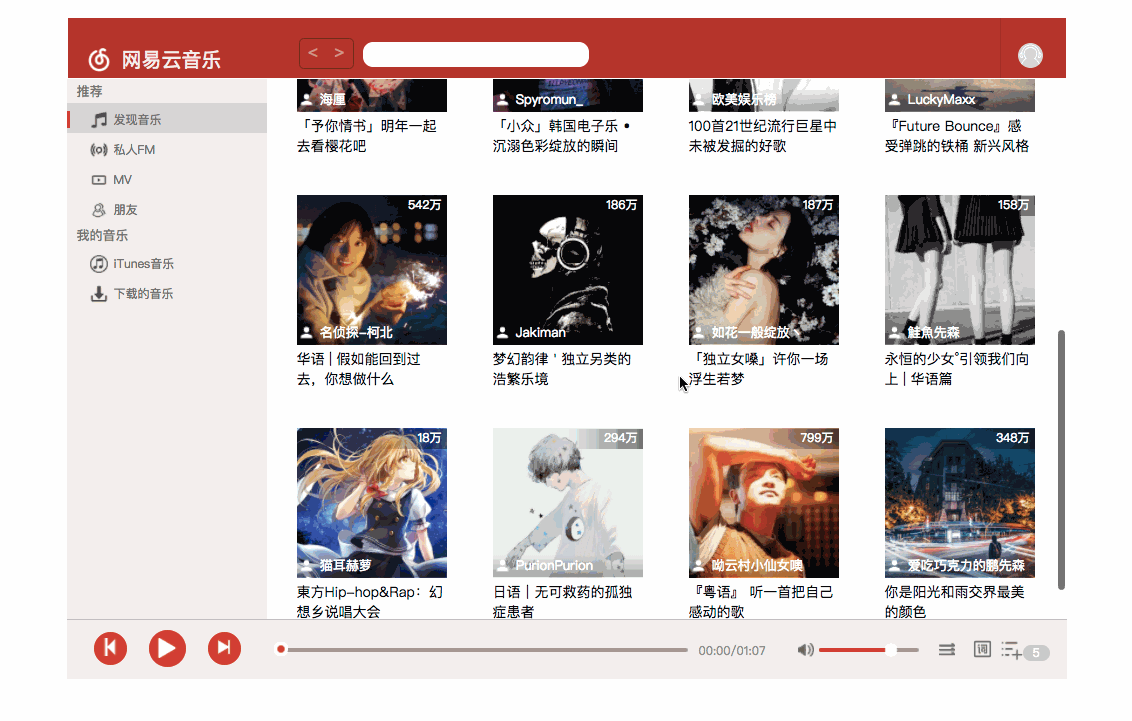 网易云音乐
< >
推荐
发现音乐
私人FM
MV
朋友
我的音乐
iTunes音乐
下载的音乐
海厘
Spyromun_
欧美娱乐榜
LuckyMaxx
「予你情书」明年一起
去看樱花吧
「小众」韩国电子乐 •
沉溺色彩绽放的瞬间
100首21世纪流行巨星中
未被发掘的好歌
『Future Bounce』感
受弹跳的铁桶 新兴风格
542万
186万
187万
158万
名侦探-柯北
Jakiman
如花一般绽放
鮭魚先森
华语 | 假如能回到过
去，你想做什么
梦幻韵律 ' 独立另类的
浩繁乐境
「独立女嗓」许你一场
浮生若梦
永恒的少女°引领我们向
上 | 华语篇
18万
294万
799万
348万
猫耳赫萝
PurionPurion
呦云村小仙女噢
爱吃巧克力的鹏先森
東方Hip-hop&Rap：幻
想乡说唱大会
日语｜无可救药的孤独
症患者
『粤语』 听一首把自己
感动的歌
你是阳光和雨交界最美
的颜色
00:00/01:07
词
5